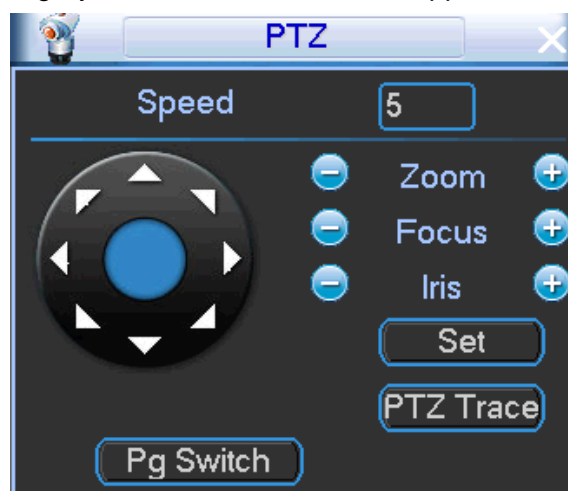 PTZ
Speed 5
Zoom
Focus
Iris
Set
PTZ Trace
Pg Switch